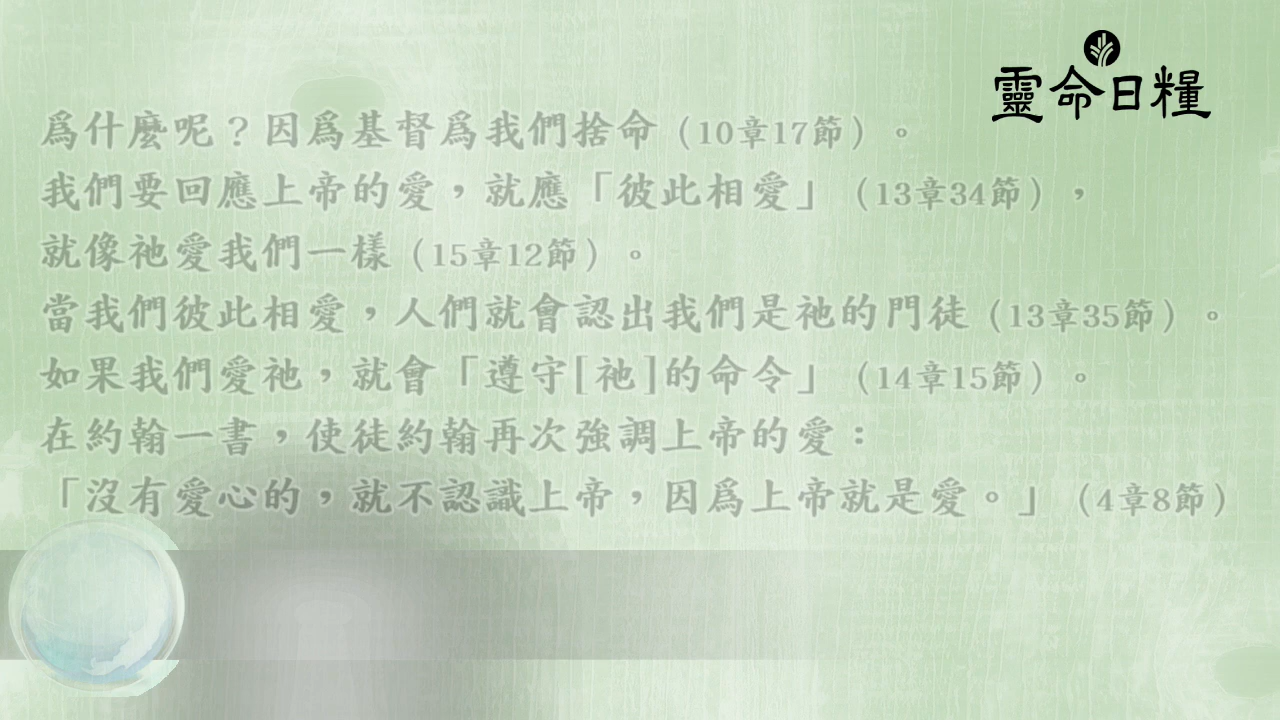 靈命日糧
爲什麼呢？因爲基督爲我們捨命（10章17節）。
我們要回應上帝的愛，就應「彼此相愛」（13章34節），
就像祂愛我們一樣（15章12節）。
當我們彼此相愛，人們就會認出我們是祂的門徒（13章35節）。
如果我們愛祂，就會「遵守[祂]的命令」（14章15節）。
在約翰一書，使徒約翰再次強調上帝的愛：
「沒有愛心的，就不認識上帝，因爲上帝就是愛。」（4章8節）